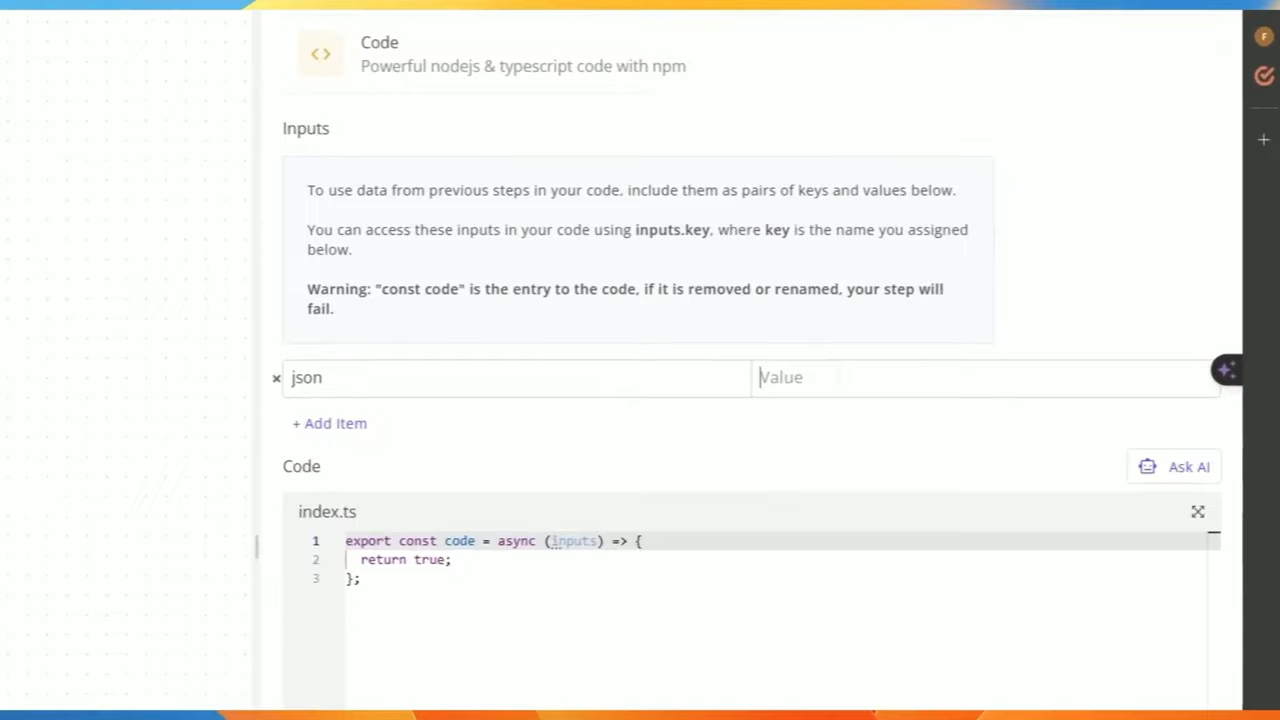 Code
Powerful nodejs & typescript code with npm
F
Inputs
To use data from previous steps in your code, include them as pairs of keys and values below.
You can access these inputs in your code using inputs.key, where key is the name you assigned
below.
Warning: "const code" is the entry to the code, if it is removed or renamed, your step will
fail.
× json Value
+ Add Item
Code
Ask AI
index.ts
1 export const code = async (inputs) => {
2 return true;
3 };